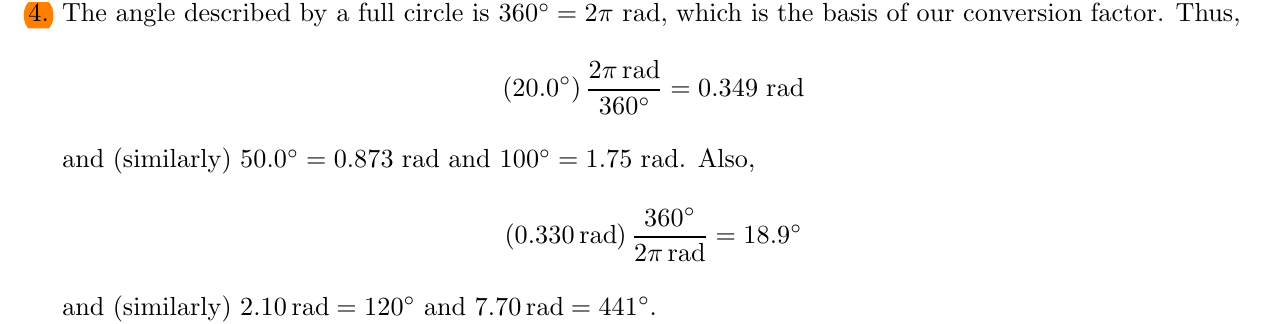 4. The angle described by a full circle is 360° = 2π rad, which is the basis of our conversion factor. Thus,
(20.0°) 2π rad / 360° = 0.349 rad
and (similarly) 50.0° = 0.873 rad and 100° = 1.75 rad. Also,
(0.330 rad) 360° / 2π rad = 18.9°
and (similarly) 2.10 rad = 120° and 7.70 rad = 441°.